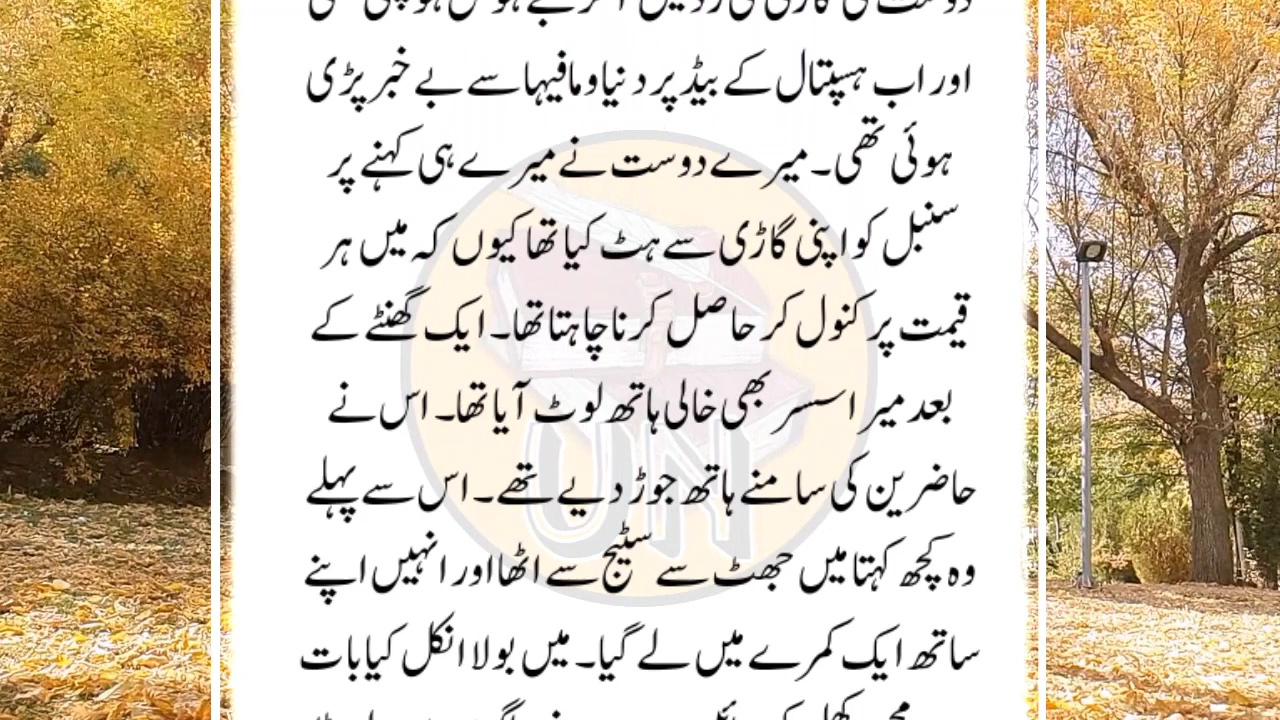 اور اب ہسپتال کے بیڈ پر دنیا و مافیہا سے بے خبر پڑی
ہوئی تھی۔ میرے دوست نے میرے ہی کہنے پر
سنبل کو اپنی گاڑی سے ہٹ کیا تھا کیوں کہ میں ہر
قیمت پر کنول کر حاصل کرنا چاہتا تھا۔ ایک گھنٹے کے
بعد میر اسسر بھی خالی ہاتھ لوٹ آیا تھا۔ اس نے
حاضرین کی سامنے ہاتھ جوڑ دیے تھے۔ اس سے پہلے
وہ کچھ کہتا میں جھٹ سے سٹیج سے اٹھا اور انہیں اپنے
ساتھ ایک کمرے میں لے گیا۔ میں بولا انکل کیا بات
UN